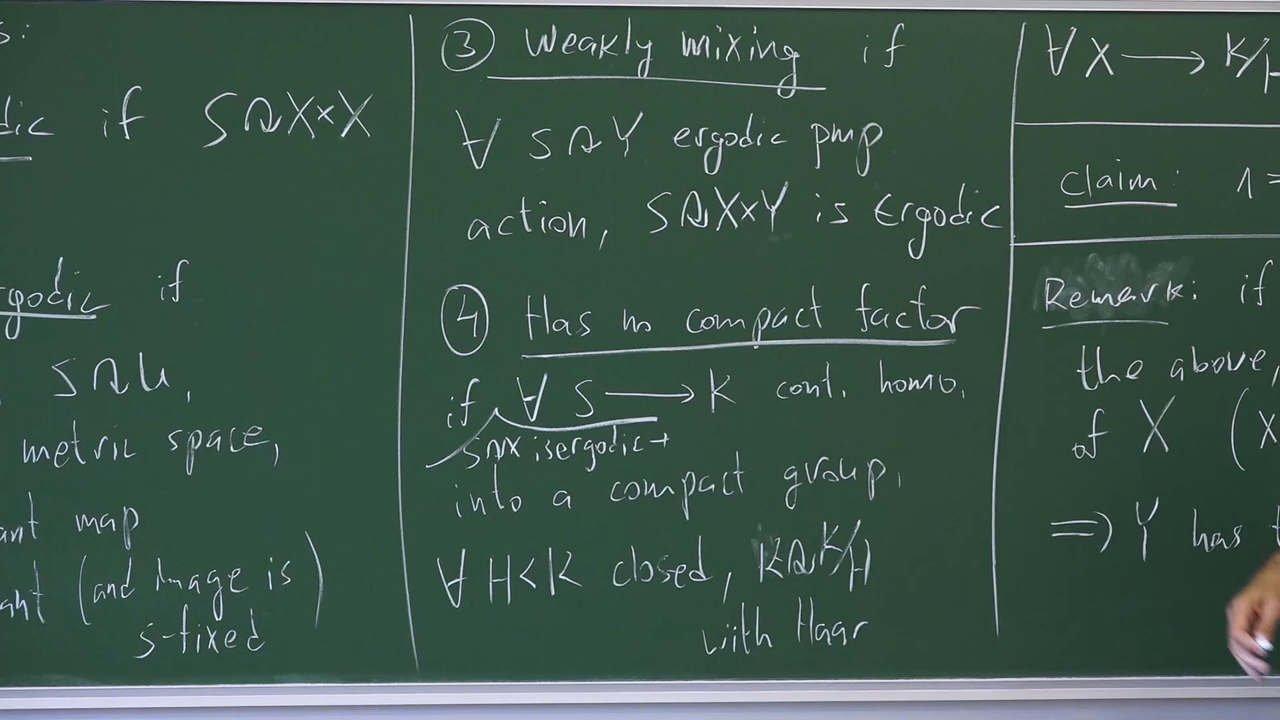 s:
dic if S↷X×X
rgodic if
S↷U,
metric space,
ant map
ant (and image is
s-fixed)
③ Weakly mixing if
∀ S↷Y ergodic pmp
action, S↷X×Y is Ergodic
④ Has no compact factor
if ∀ S ⟶ K cont. homo.
S↷X is ergodic +
into a compact group,
∀ H<K closed, K↷K/H
with Haar
∀ X ⟶ K/H
Claim: 1 =
Remark: if
the above,
of X (X
⇒ Y has